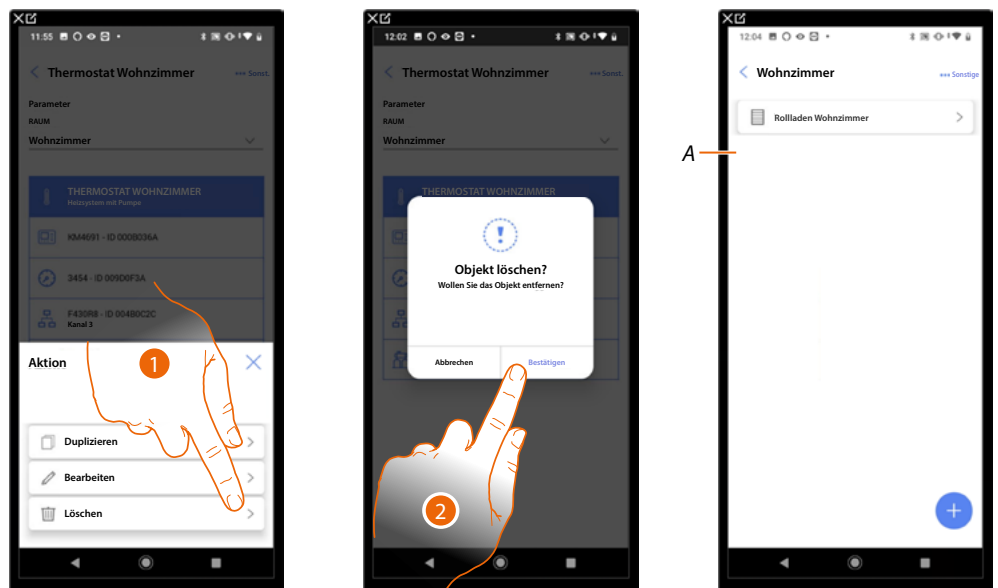 11:55
Thermostat Wohnzimmer
Sonst.
Parameter
RAUM
Wohnzimmer
THERMOSTAT WOHNZIMMER
Heizsystem mit Pumpe
KM4691 - ID 000B036A
3454 - ID 009D0F3A
F430R8 - ID 004B0C2C
Kanal 3
Aktion
1
Duplizieren
Bearbeiten
Löschen
12:02
Thermostat Wohnzimmer
Sonst.
Parameter
RAUM
Wohnzimmer
THERMOSTAT WOHNZIMMER
Objekt löschen?
Wollen Sie das Objekt entfernen?
Abbrechen
Bestätigen
2
12:04
Wohnzimmer
Sonstige
Rollladen Wohnzimmer
A